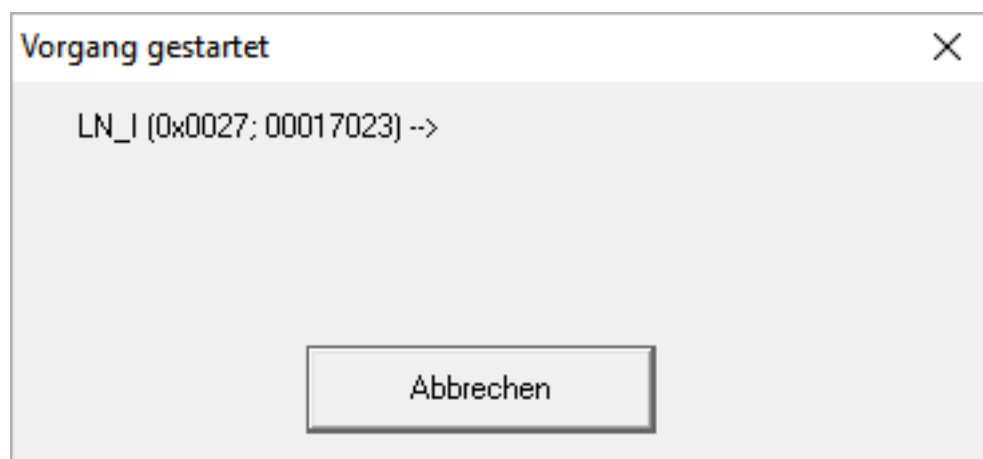 Vorgang gestartet
LN_I (0x0027; 00017023) -->
Abbrechen